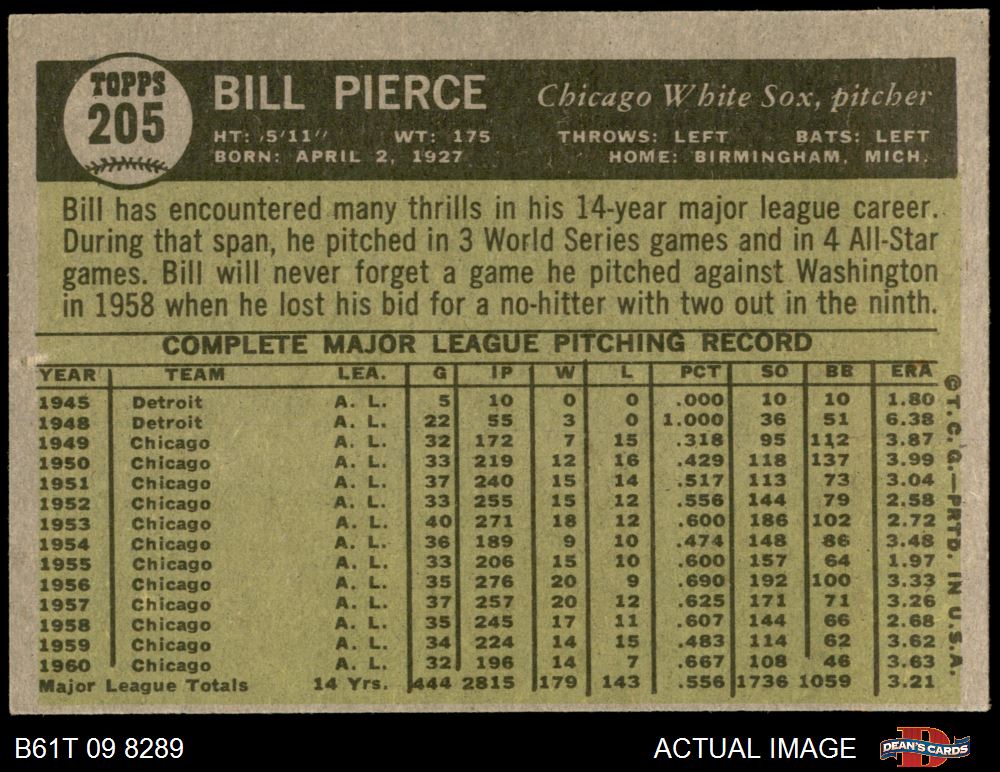 TOPPS
205
BILL PIERCE Chicago White Sox, pitcher
HT: 5'11" WT: 175 THROWS: LEFT BATS: LEFT
BORN: APRIL 2, 1927 HOME: BIRMINGHAM, MICH.
Bill has encountered many thrills in his 14-year major league career.
During that span, he pitched in 3 World Series games and in 4 All-Star
games. Bill will never forget a game he pitched against Washington
in 1958 when he lost his bid for a no-hitter with two out in the ninth.
COMPLETE MAJOR LEAGUE PITCHING RECORD
YEAR TEAM LEA. G IP W L PCT SO BB ERA
1945 Detroit A. L. 5 10 0 0 .000 10 10 1.80
1948 Detroit A. L. 22 55 3 0 1.000 36 51 6.38
1949 Chicago A. L. 32 172 7 15 .318 95 112 3.87
1950 Chicago A. L. 33 219 12 16 .429 118 137 3.99
1951 Chicago A. L. 37 240 15 14 .517 113 73 3.04
1952 Chicago A. L. 33 255 15 12 .556 144 79 2.58
1953 Chicago A. L. 40 271 18 12 .600 186 102 2.72
1954 Chicago A. L. 36 189 9 10 .474 148 86 3.48
1955 Chicago A. L. 33 206 15 10 .600 157 64 1.97
1956 Chicago A. L. 35 276 20 9 .690 192 100 3.33
1957 Chicago A. L. 37 257 20 12 .625 171 71 3.26
1958 Chicago A. L. 35 245 17 11 .607 144 66 2.68
1959 Chicago A. L. 34 224 14 15 .483 114 62 3.62
1960 Chicago A. L. 32 196 14 7 .667 108 46 3.63
Major League Totals 14 Yrs. 444 2815 179 143 .556 1736 1059 3.21
© T. C. G.—PRTD. IN U.S.A.
B61T 09 8289 ACTUAL IMAGE DEAN'S CARDS